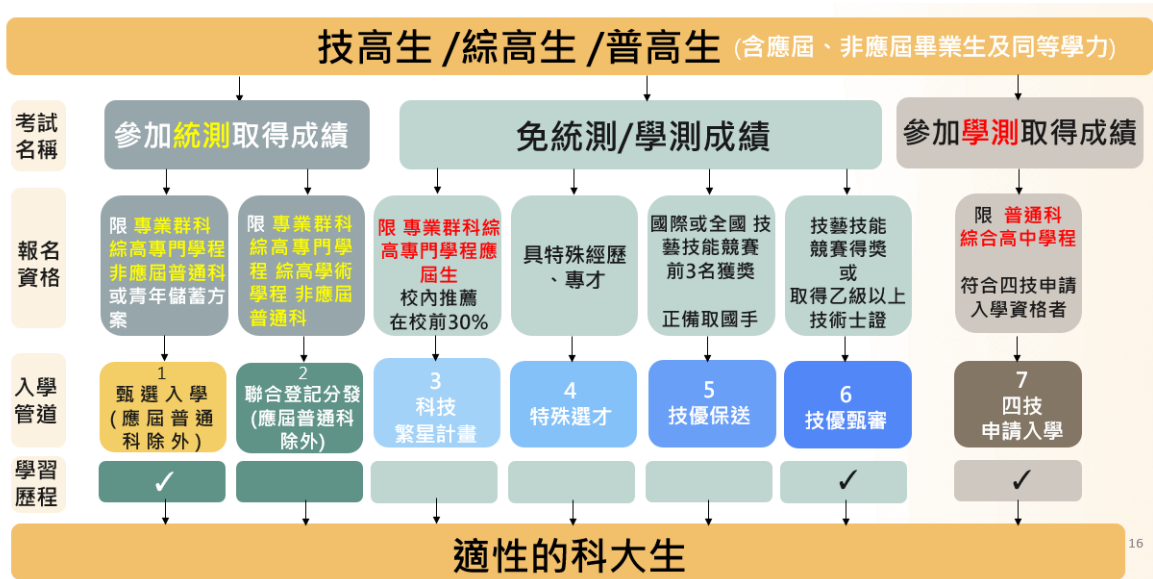 技高生 /綜高生 /普高生 (含應屆、非應屆畢業生及同等學力)
考試
名稱
參加統測取得成績
免統測/學測成績
參加學測取得成績
報名
資格
限 專業群科
綜高專門學程
非應屆普通科
或青年儲蓄方
案
限 專業群科
綜高專門學
程 綜高學術
學程 非應屆
普通科
限 專業群科綜
高專門學程應
屆生
校內推薦
在校前30%
具特殊經歷
、專才
國際或全國 技
藝技能競賽
前3名獲獎
正備取國手
技藝技能
競賽得獎
或
取得乙級以上
技術士證
限 普通科
綜合高中學程
符合四技申請
入學資格者
入學
管道
1
甄選入學
(應屆普通
科除外)
2
聯合登記分發
(應屆普通科
除外)
3
科技
繁星計畫
4
特殊選才
5
技優保送
6
技優甄審
7
四技
申請入學
學習
歷程
✓
✓
✓
適性的科大生
16